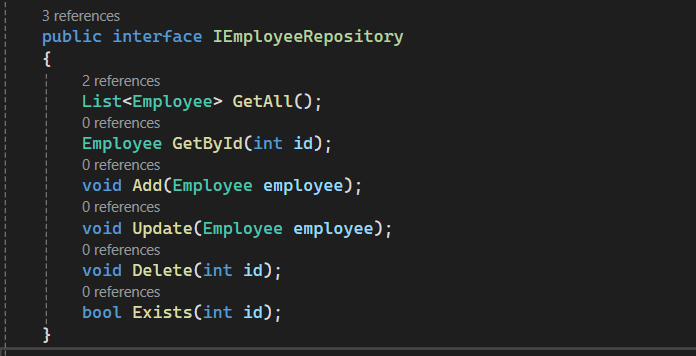 3 references
public interface IEmployeeRepository
{
2 references
List<Employee> GetAll();
0 references
Employee GetById(int id);
0 references
void Add(Employee employee);
0 references
void Update(Employee employee);
0 references
void Delete(int id);
0 references
bool Exists(int id);
}